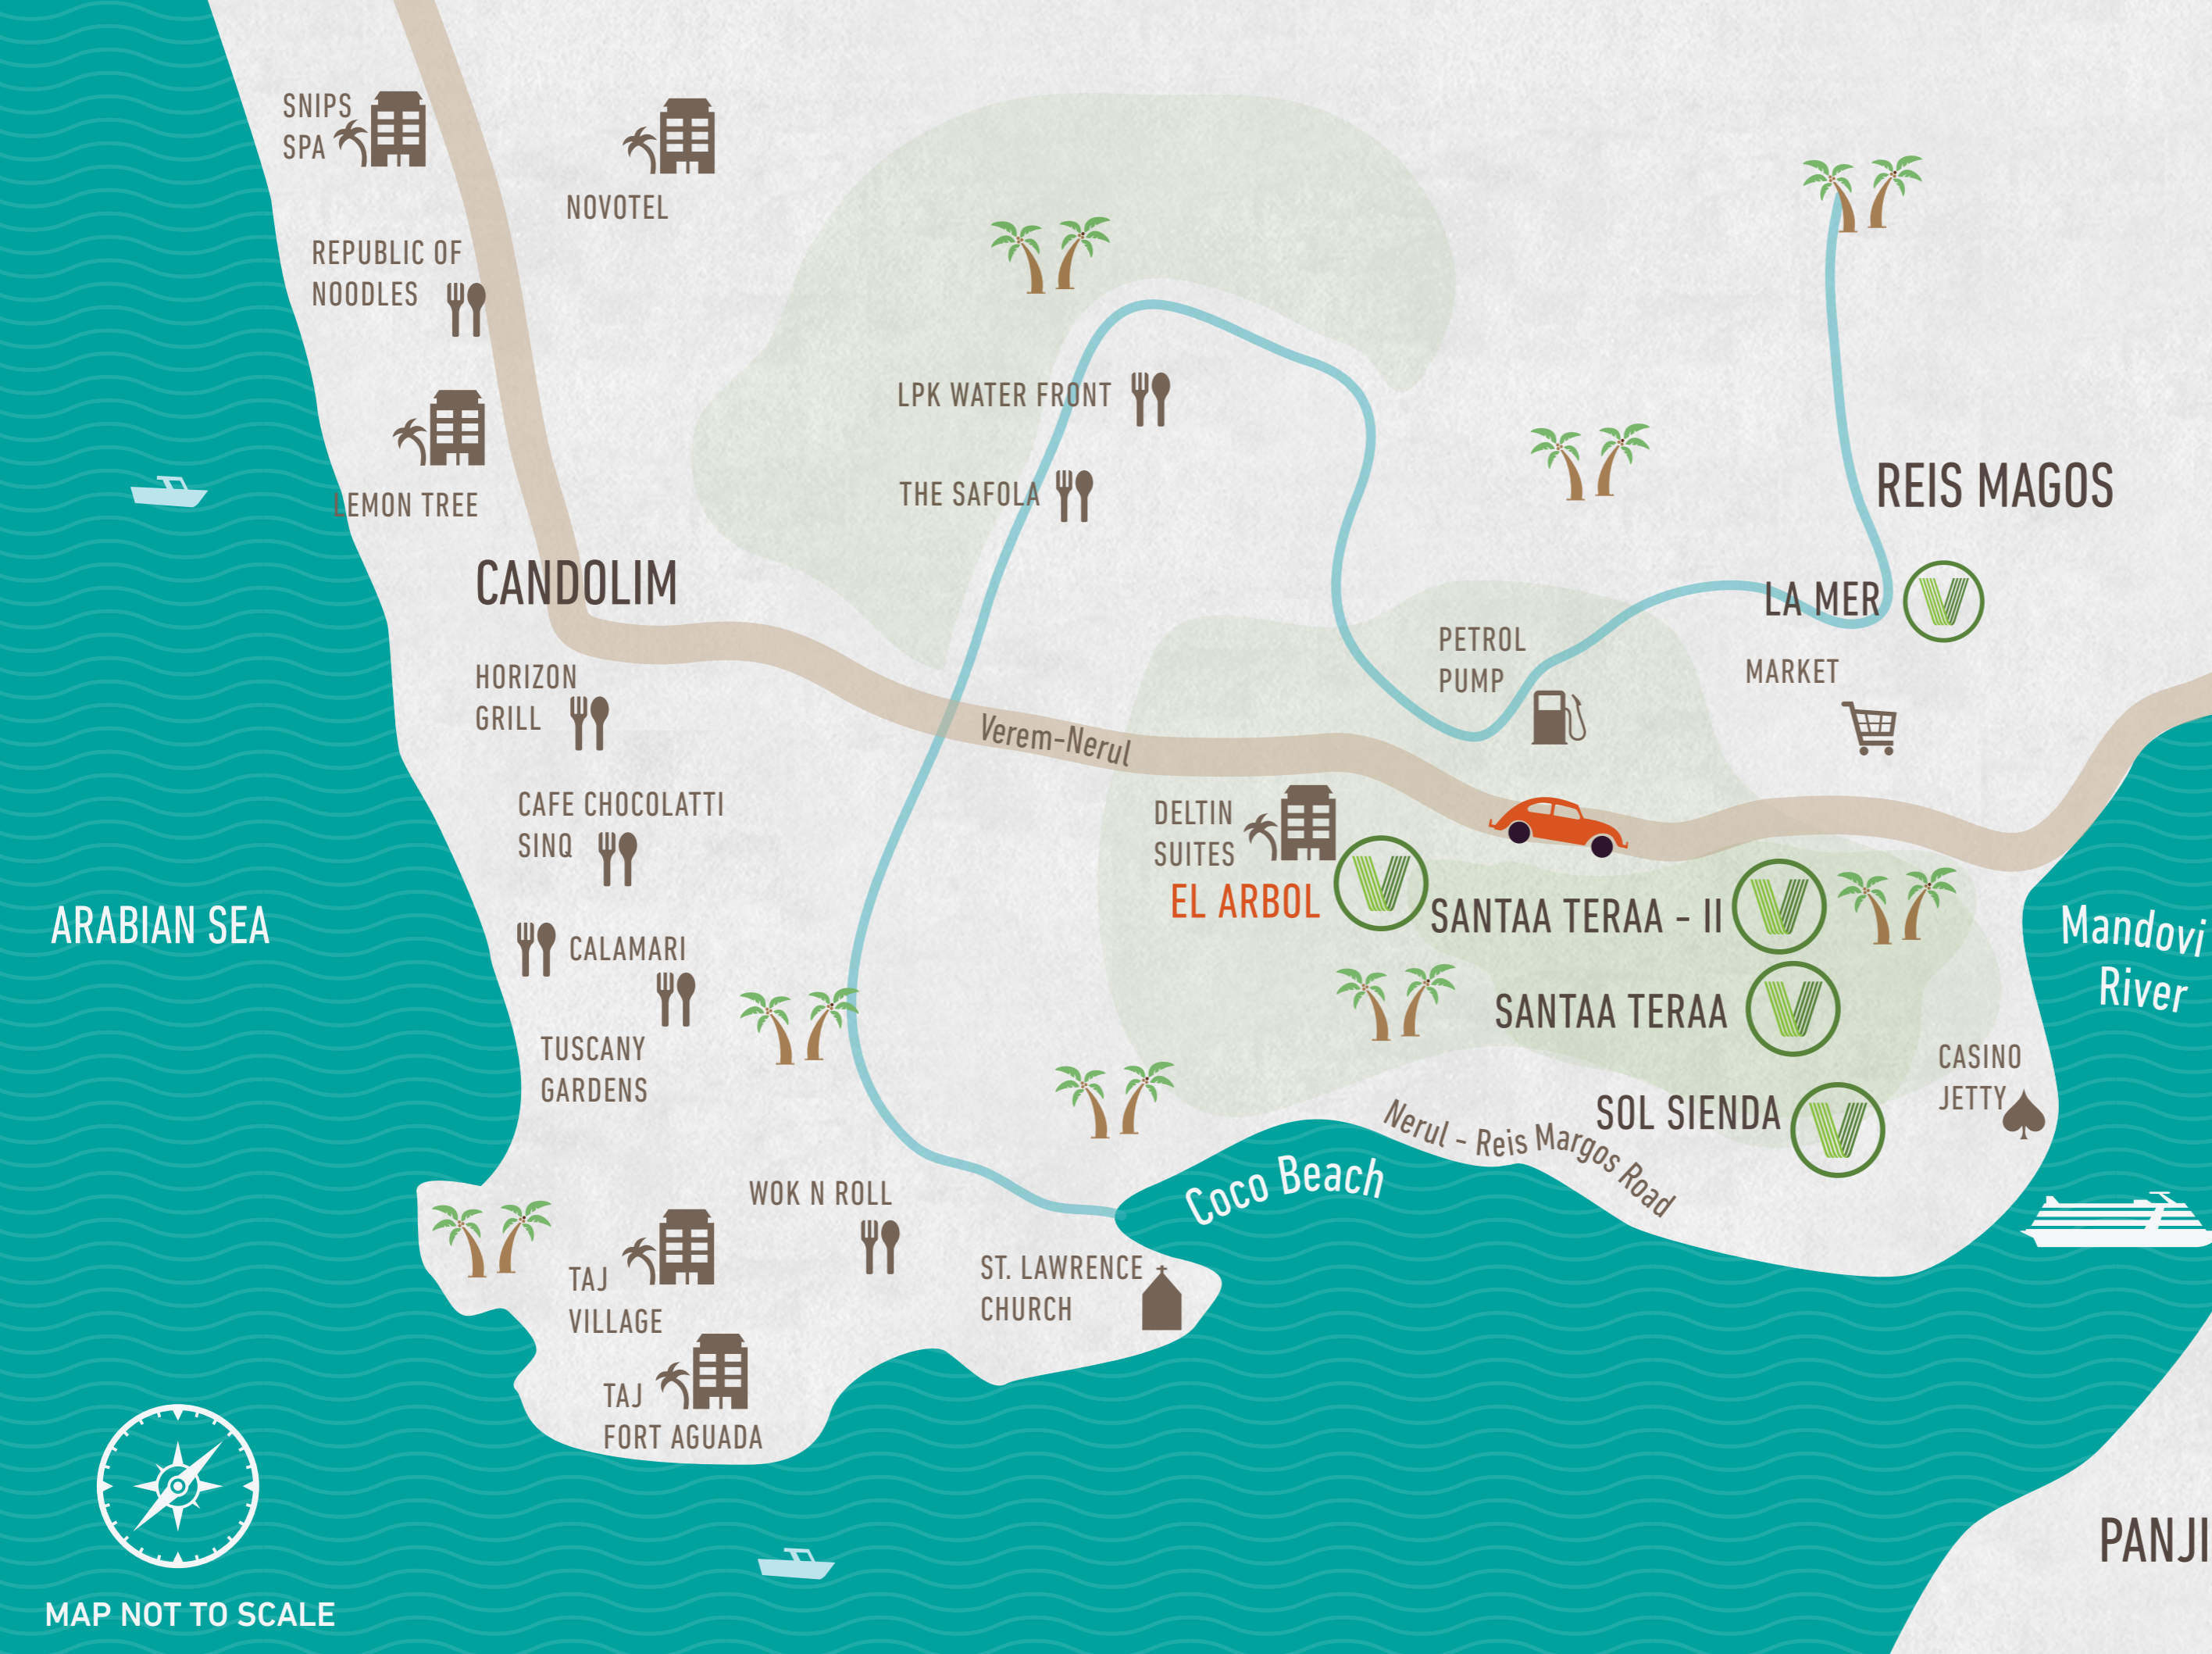 SNIPS
SPA
NOVOTEL
REPUBLIC OF
NOODLES
LPK WATER FRONT
THE SAFOLA
LEMON TREE
REIS MAGOS
CANDOLIM
LA MER
PETROL
PUMP
MARKET
HORIZON
GRILL
Verem-Nerul
CAFE CHOCOLATTI
SINQ
DELTIN
SUITES
EL ARBOL
SANTAA TERAA - II
ARABIAN SEA
Mandovi
River
CALAMARI
SANTAA TERAA
TUSCANY
GARDENS
CASINO
JETTY
SOL SIENDA
Nerul - Reis Margos Road
Coco Beach
WOK N ROLL
TAJ
VILLAGE
ST. LAWRENCE
CHURCH
TAJ
FORT AGUADA
PANJI
MAP NOT TO SCALE